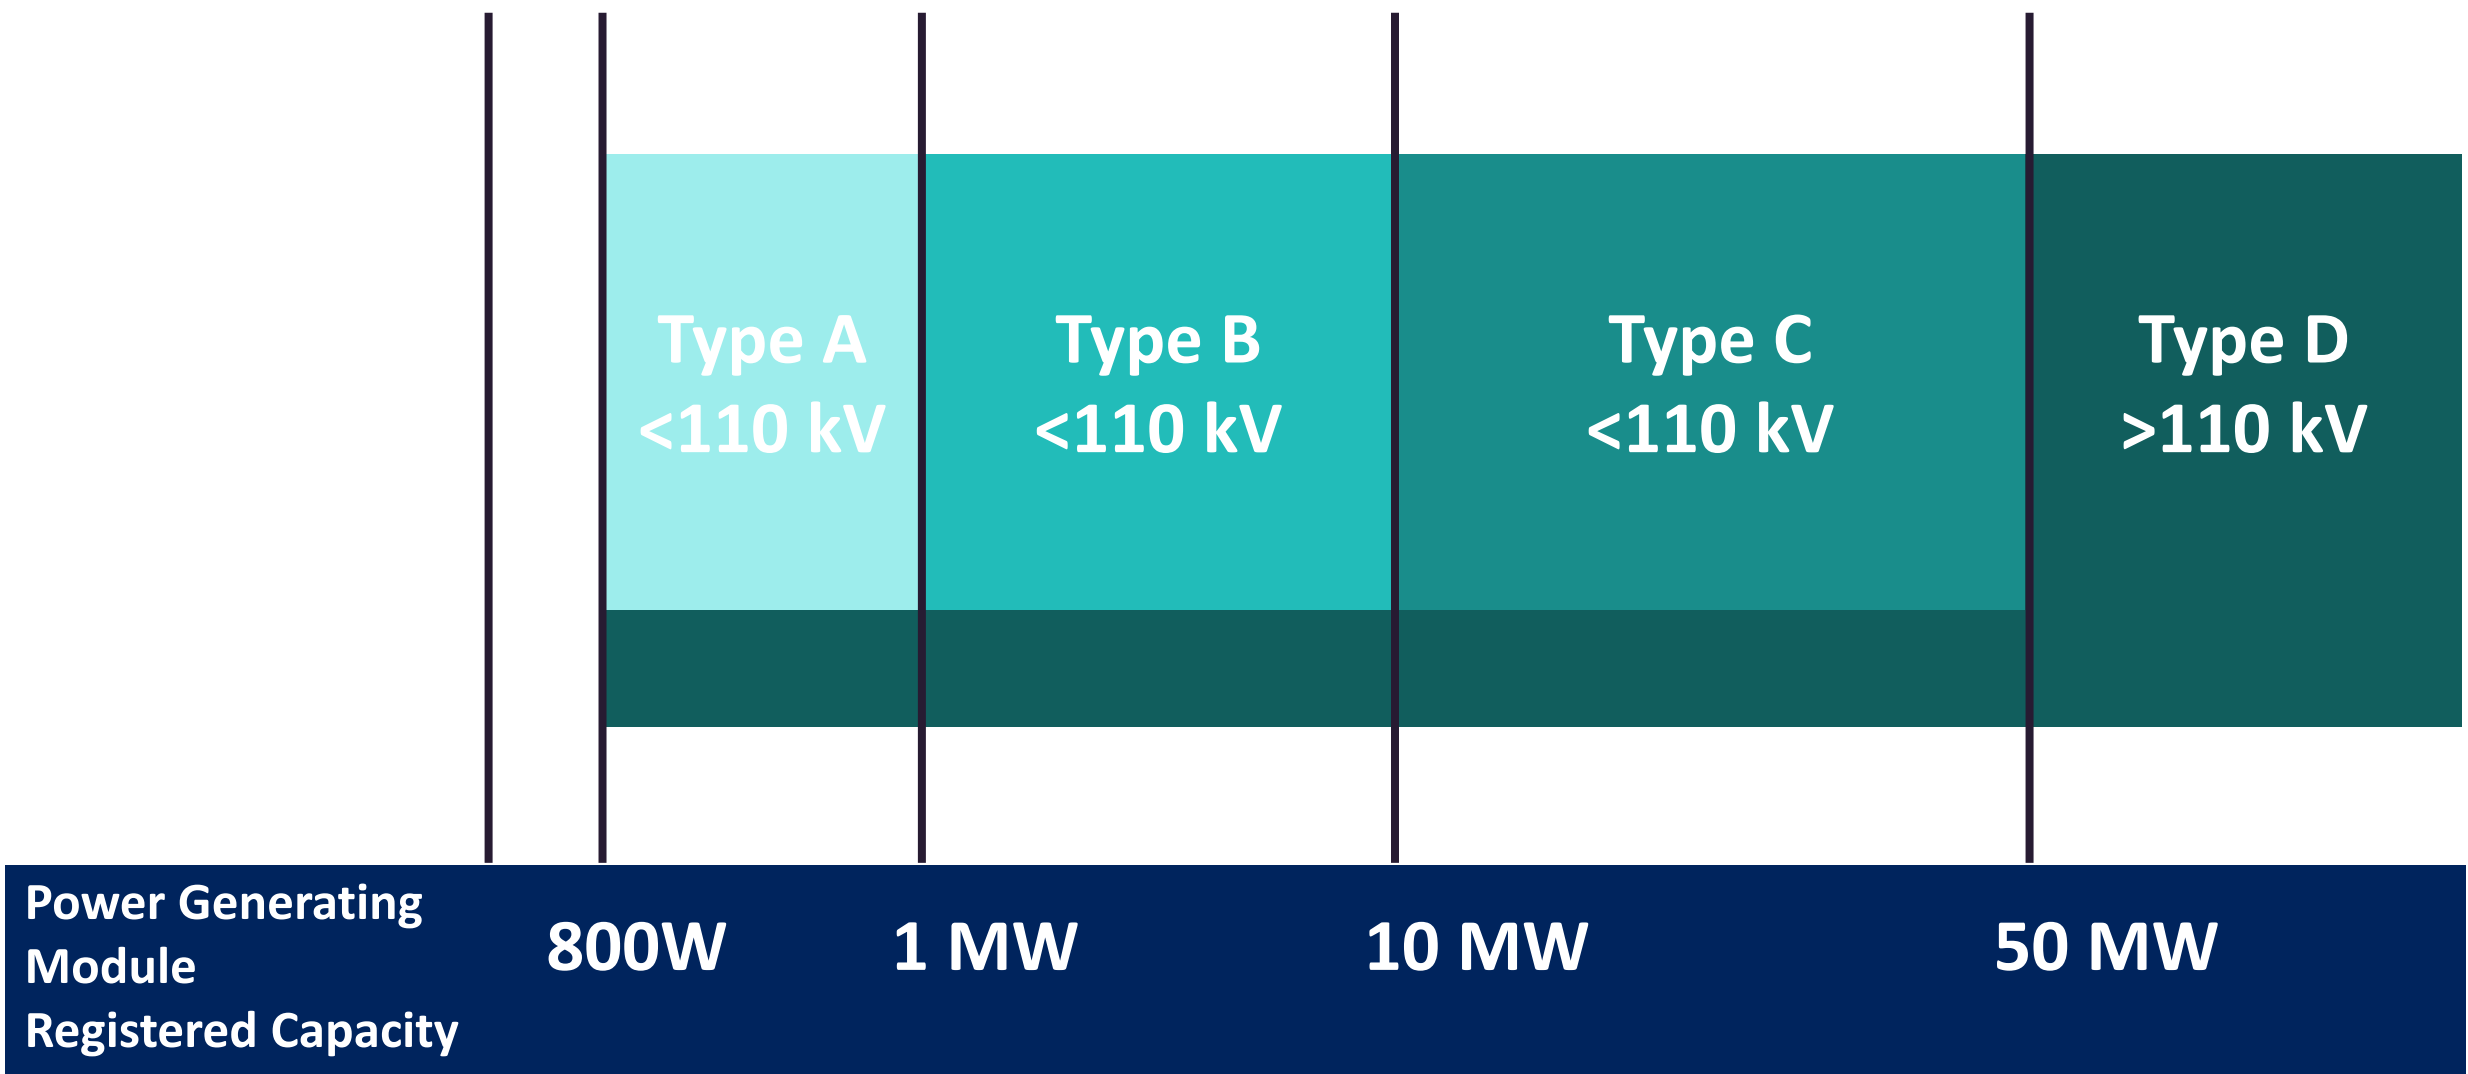 Type A
<110 kV
Type B
<110 kV
Type C
<110 kV
Type D
>110 kV
Power Generating
Module
Registered Capacity
800W
1 MW
10 MW
50 MW